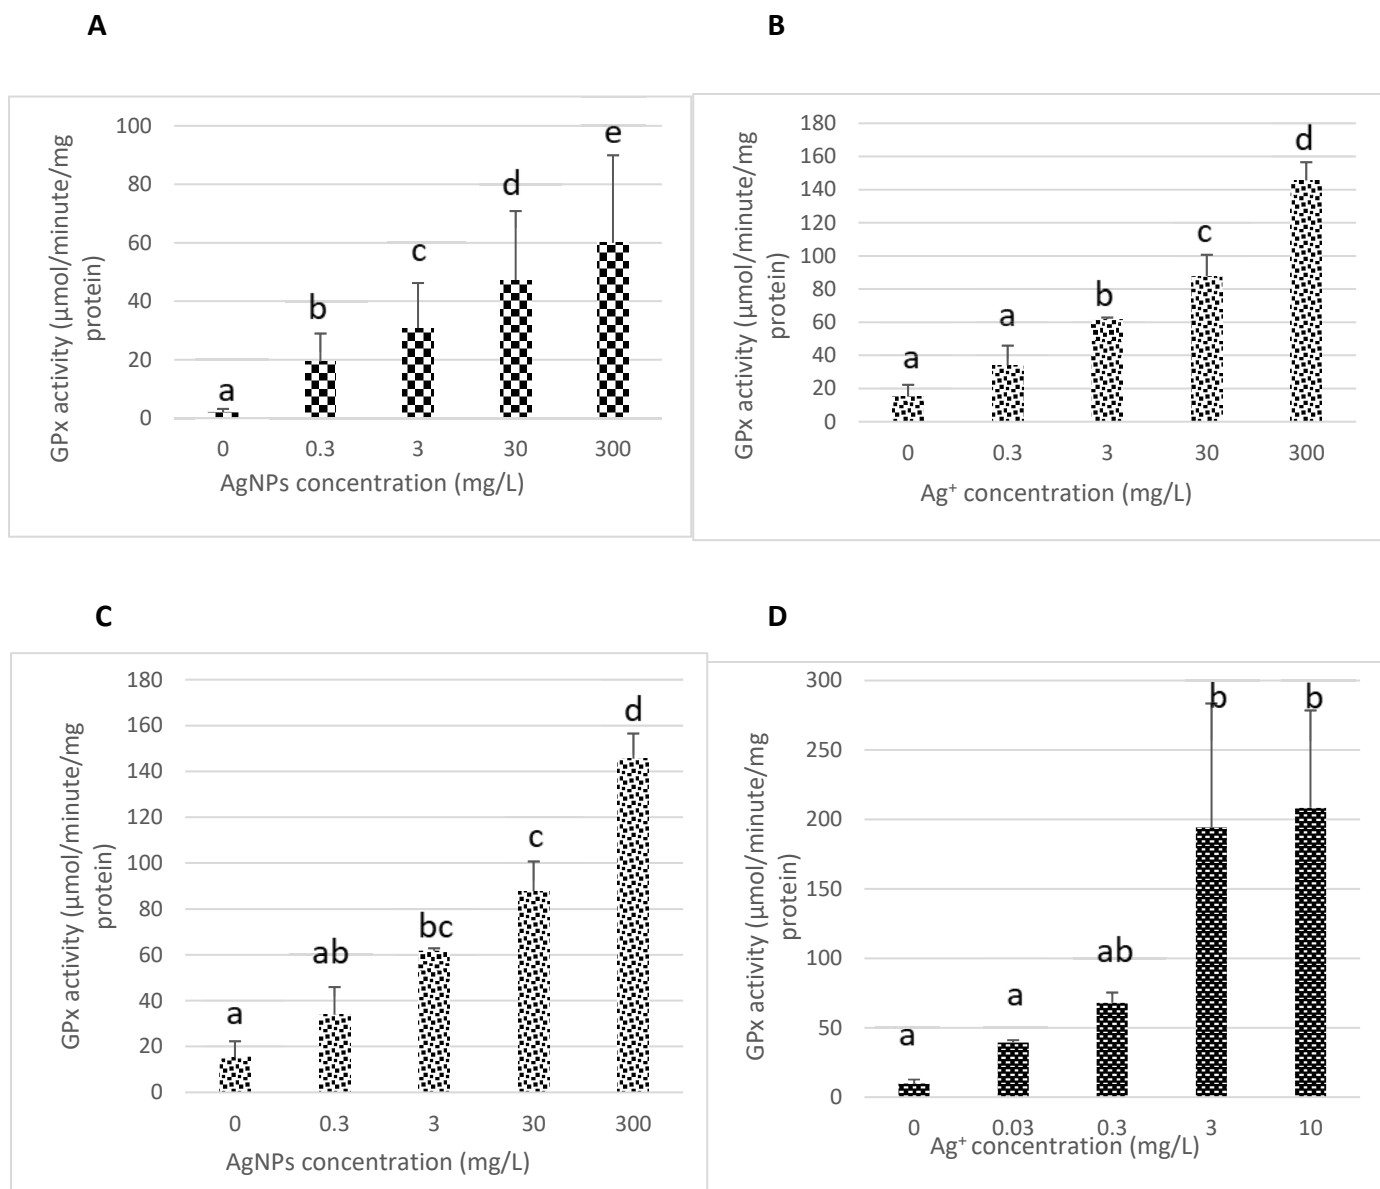 A
GPx activity (µmol/minute/mg
protein)
100
80
60
40
20
0
a
b
c
d
e
0 0.3 3 30 300
AgNPs concentration (mg/L)
B
GPx activity (µmol/minute/mg
protein)
180
160
140
120
100
80
60
40
20
0
a
a
b
c
d
0 0.3 3 30 300
Ag⁺ concentration (mg/L)
C
GPx activity (µmol/minute/mg
protein)
180
160
140
120
100
80
60
40
20
0
a
ab
bc
c
d
0 0.3 3 30 300
AgNPs concentration (mg/L)
D
GPx activity (µmol/minute/mg
protein)
300
250
200
150
100
50
0
a
a
ab
b
b
0 0.03 0.3 3 10
Ag⁺ concentration (mg/L)